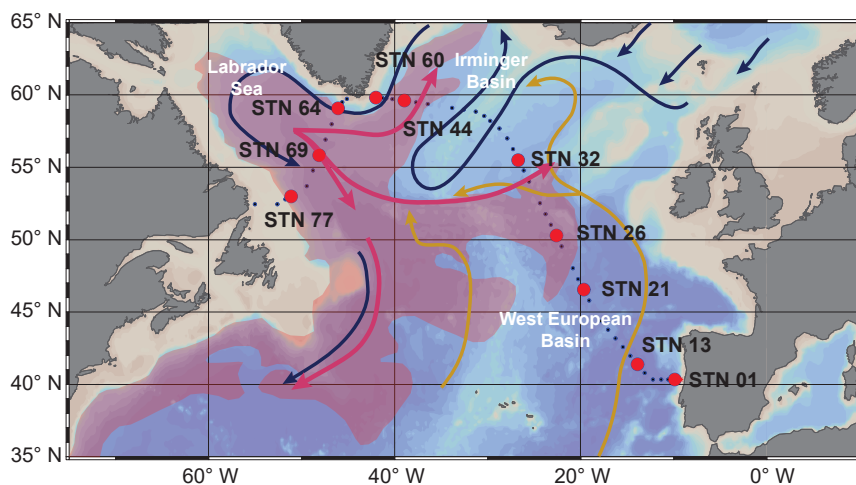 65° N
STN 60
Irminger
Basin
Labrador
Sea
60° N
STN 64
STN 44
55° N
STN 69
STN 32
STN 77
50° N
STN 26
45° N
STN 21
West European
Basin
STN 13
40° N
STN 01
35° N
60° W
40° W
20° W
0° W